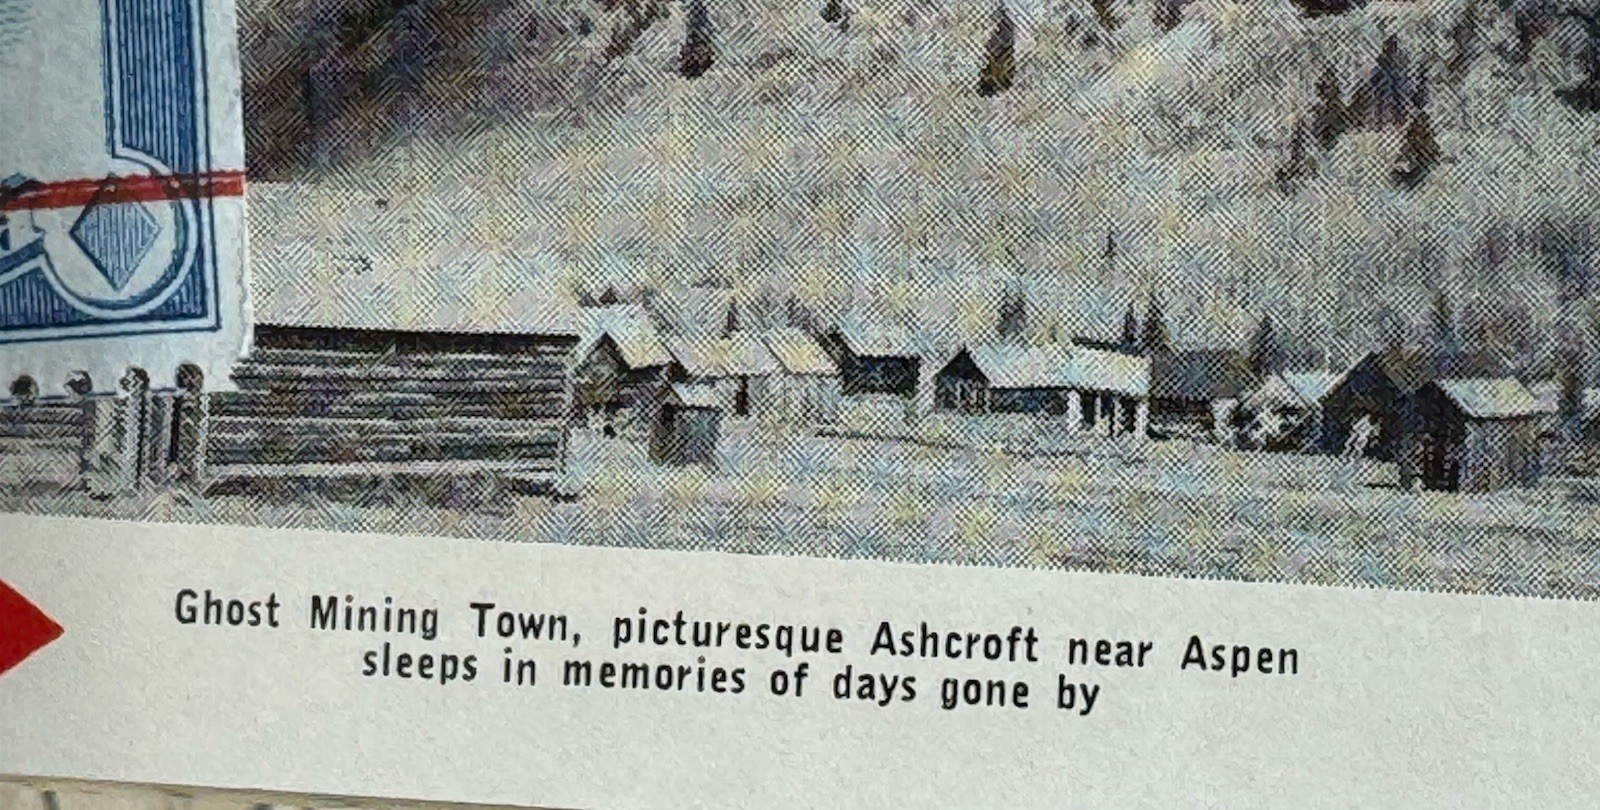 Ghost Mining Town, picturesque Ashcroft near Aspen
sleeps in memories of days gone by